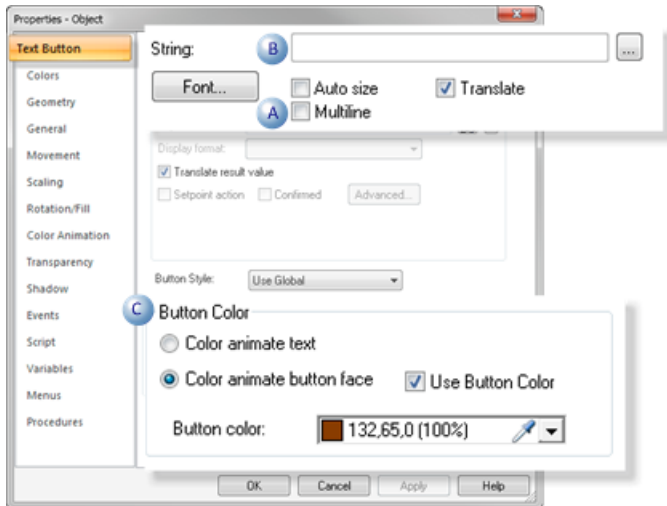 Properties - Object
Text Button
Colors
Geometry
General
Movement
Scaling
Rotation/Fill
Color Animation
Transparency
Shadow
Events
Script
Variables
Menus
Procedures
String: B ...
Font... Auto size Translate
A Multiline
Display format:
Translate result value
Setpoint action Confirmed Advanced...
Button Style: Use Global
C Button Color
Color animate text
Color animate button face Use Button Color
Button color: 132,65,0 (100%)
OK Cancel Apply Help